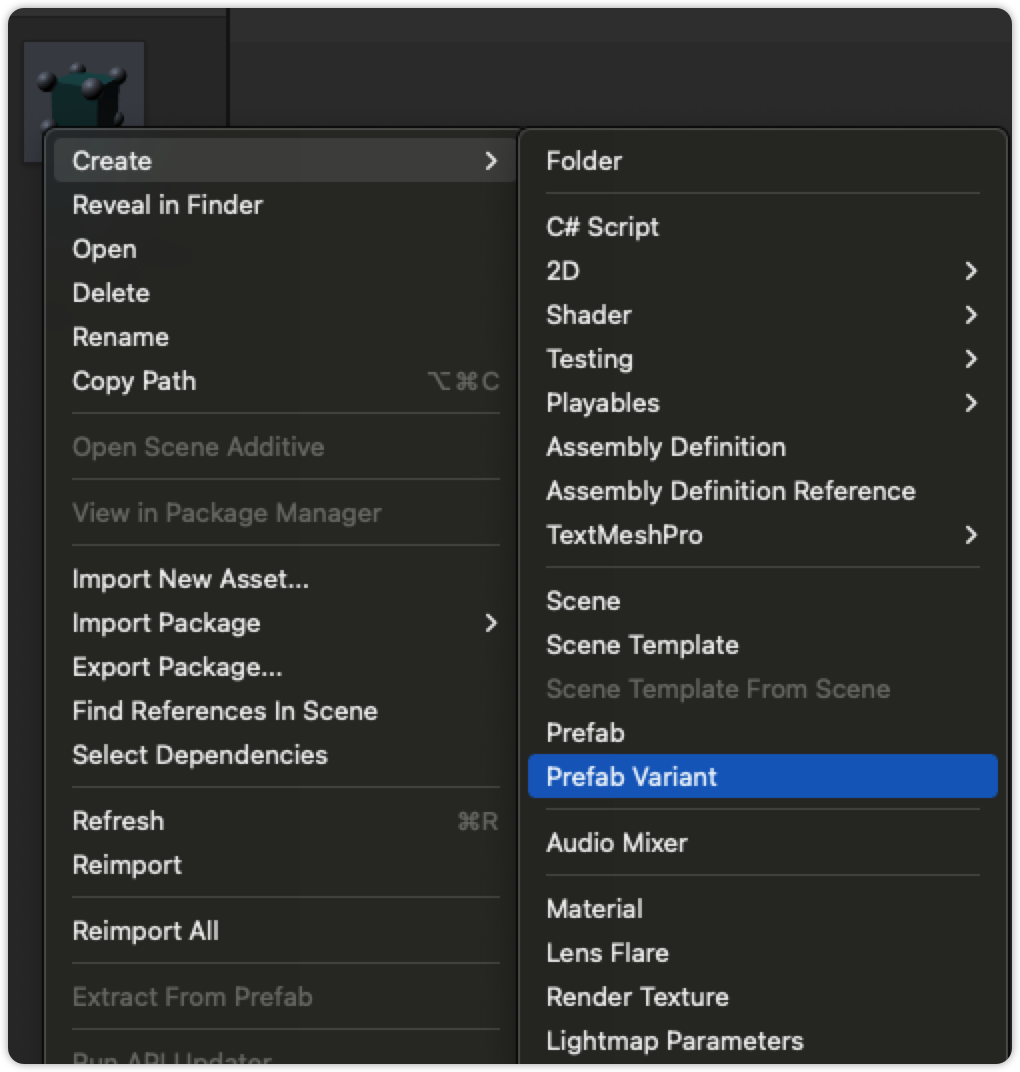 Create
Reveal in Finder
Open
Delete
Rename
Copy Path ⌥⌘C
Open Scene Additive
View in Package Manager
Import New Asset...
Import Package
Export Package...
Find References In Scene
Select Dependencies
Refresh ⌘R
Reimport
Reimport All
Extract From Prefab
Run API Updater
Folder
C# Script
2D
Shader
Testing
Playables
Assembly Definition
Assembly Definition Reference
TextMeshPro
Scene
Scene Template
Scene Template From Scene
Prefab
Prefab Variant
Audio Mixer
Material
Lens Flare
Render Texture
Lightmap Parameters